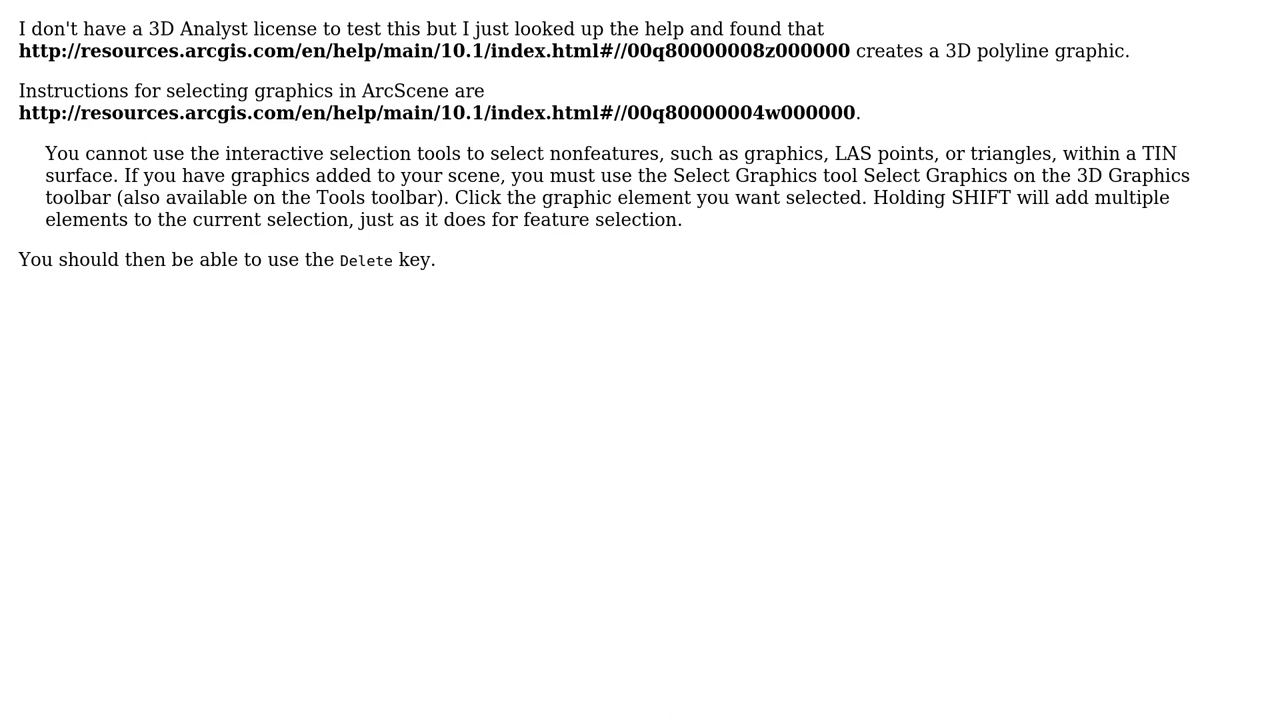 I don't have a 3D Analyst license to test this but I just looked up the help and found that
http://resources.arcgis.com/en/help/main/10.1/index.html#//00q80000008z000000 creates a 3D polyline graphic.
Instructions for selecting graphics in ArcScene are
http://resources.arcgis.com/en/help/main/10.1/index.html#//00q80000004w000000.
You cannot use the interactive selection tools to select nonfeatures, such as graphics, LAS points, or triangles, within a TIN
surface. If you have graphics added to your scene, you must use the Select Graphics tool Select Graphics on the 3D Graphics
toolbar (also available on the Tools toolbar). Click the graphic element you want selected. Holding SHIFT will add multiple
elements to the current selection, just as it does for feature selection.
You should then be able to use the Delete key.